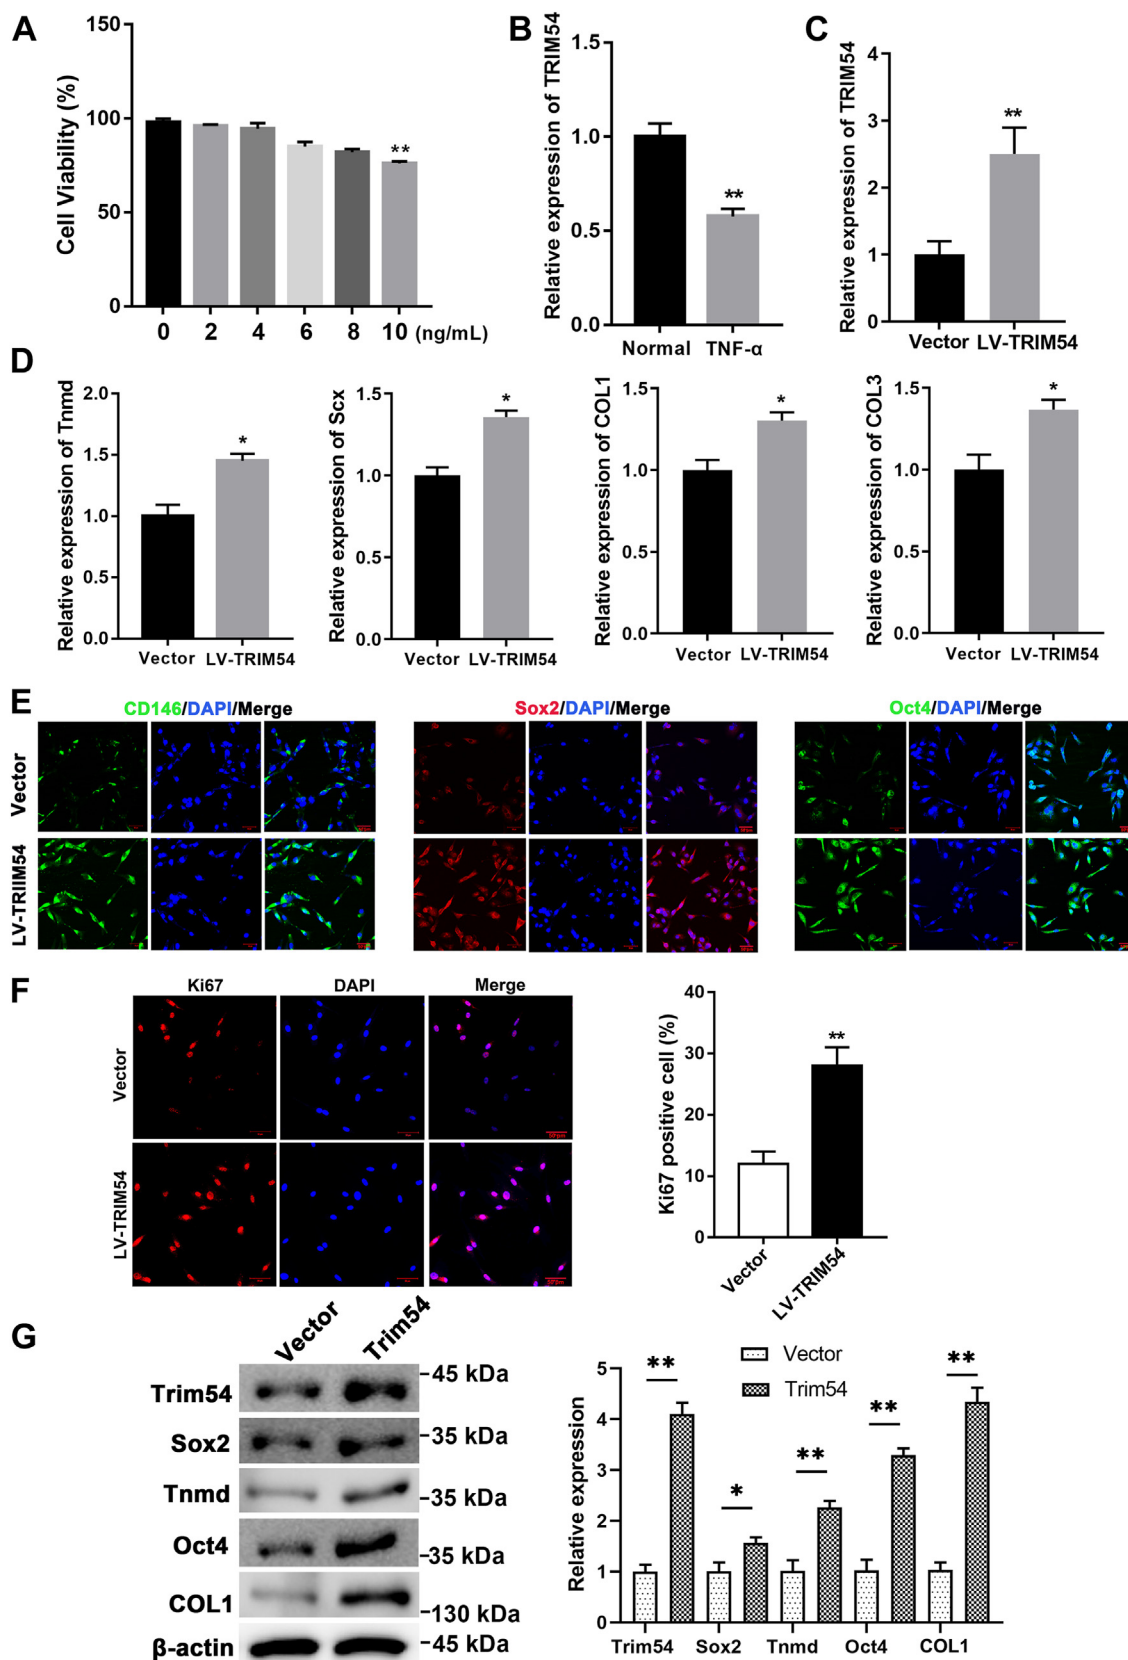 A
Cell Viability (%)
150
100
50
0
**
0 2 4 6 8 10 (ng/mL)
B
Relative expression of TRIM54
1.5
1.0
0.5
0.0
**
Normal TNF-α
C
Relative expression of TRIM54
4
3
2
1
0
**
Vector LV-TRIM54
D
Relative expression of Tnmd
2.0
1.5
1.0
0.5
0.0
*
Vector LV-TRIM54
Relative expression of Scx
1.5
1.0
0.5
0.0
*
Vector LV-TRIM54
Relative expression of COL1
1.5
1.0
0.5
0.0
*
Vector LV-TRIM54
Relative expression of COL3
1.5
1.0
0.5
0.0
*
Vector LV-TRIM54
E
CD146/DAPI/Merge
Sox2/DAPI/Merge
Oct4/DAPI/Merge
Vector
LV-TRIIM54
F
Ki67 DAPI Merge
Vector
LV-TRIM54
Ki67 positive cell (%)
40
30
20
10
0
**
Vector
LV-TRIM54
G
Vector Trim54
Trim54 45 kDa
Sox2 35 kDa
Tnmd 35 kDa
Oct4 35 kDa
COL1 130 kDa
β-actin 45 kDa
Vector
Trim54
Relative expression
5
4
3
2
1
0
**
*
**
**
**
Trim54 Sox2 Tnmd Oct4 COL1